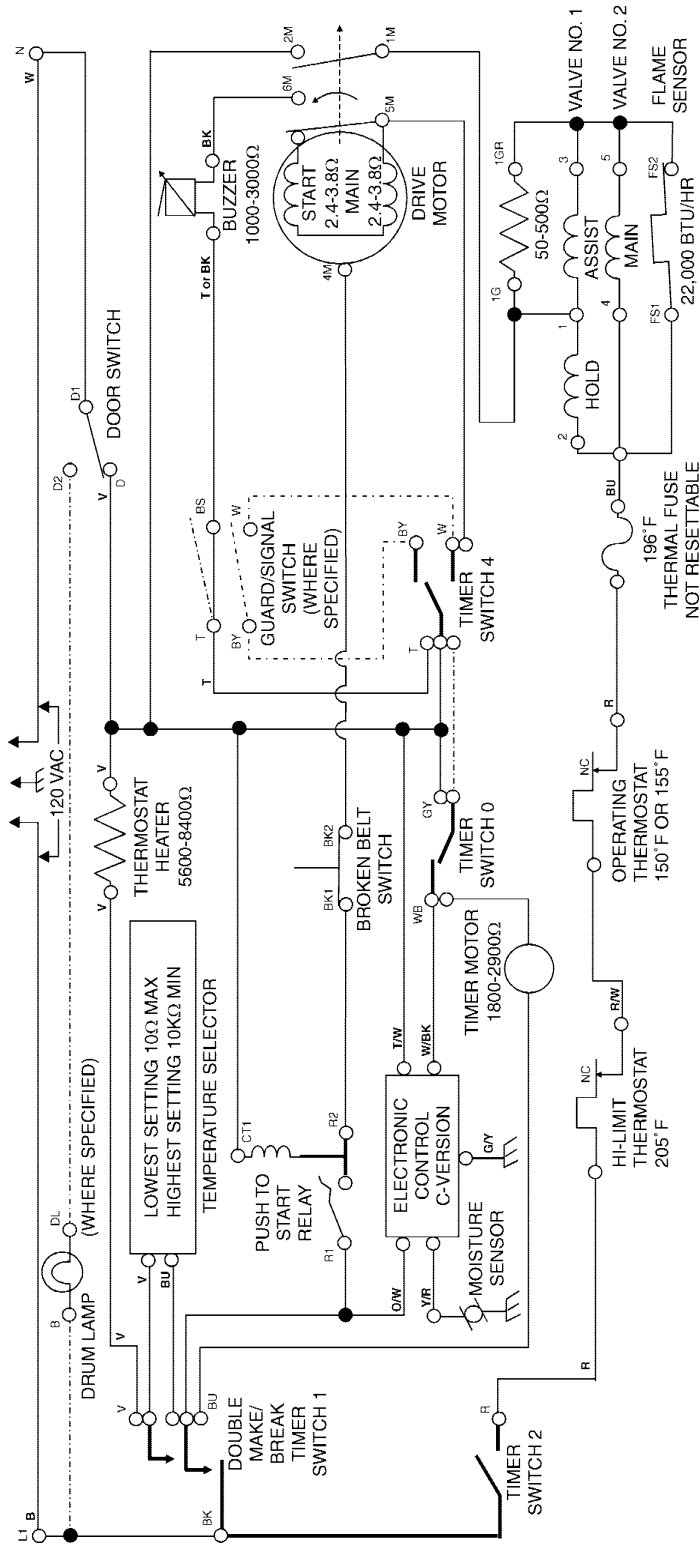 L1
B
W
N
120 VAC
B
DL
DRUM LAMP
(WHERE SPECIFIED)
D2
D1
V
D
DOOR SWITCH
V
V
V
THERMOSTAT
HEATER
5600-8400Ω
V
V
BU
LOWEST SETTING 10Ω MAX
HIGHEST SETTING 10KΩ MIN
TEMPERATURE SELECTOR
BU
BK
DOUBLE
MAKE/
BREAK
TIMER
SWITCH 1
CT1
PUSH TO
START
RELAY
R1
R2
BK1
BK2
BROKEN BELT
SWITCH
T
T
BS
BY
W
GUARD/SIGNAL
SWITCH
(WHERE
SPECIFIED)
T or BK
BK
BUZZER
1000-3000Ω
6M
2M
1M
5M
4M
START
2.4-3.8Ω
MAIN
2.4-3.8Ω
DRIVE
MOTOR
O/W
Y/R
MOISTURE
SENSOR
ELECTRONIC
CONTROL
C-VERSION
G/Y
T/W
W/BK
WB
GY
TIMER
SWITCH 0
TIMER MOTOR
1800-2900Ω
T
BY
W
TIMER
SWITCH 4
TIMER
SWITCH 2
R
R
HI-LIMIT
THERMOSTAT
205°F
NC
R/W
OPERATING
THERMOSTAT
150°F OR 155°F
NC
R
196°F
THERMAL FUSE
NOT RESETTABLE
BU
1G
1GR
50-500Ω
2
HOLD
1
ASSIST
3
VALVE NO. 1
4
MAIN
5
VALVE NO. 2
FS1
FS2
22,000 BTU/HR
FLAME
SENSOR